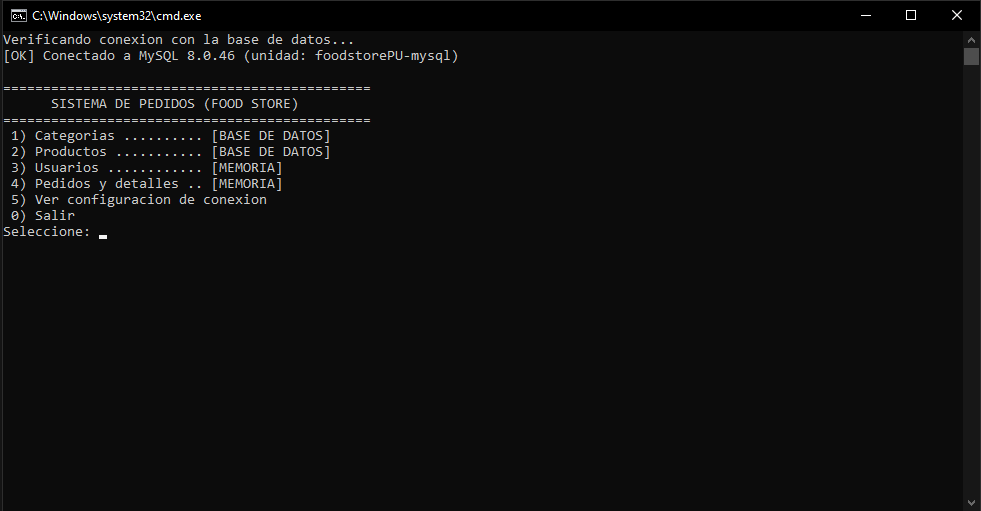 C:\Windows\system32\cmd.exe
Verificando conexion con la base de datos...
[OK] Conectado a MySQL 8.0.46 (unidad: foodstorePU-mysql)
==============================================
SISTEMA DE PEDIDOS (FOOD STORE)
==============================================
1) Categorias .......... [BASE DE DATOS]
2) Productos ........... [BASE DE DATOS]
3) Usuarios ............ [MEMORIA]
4) Pedidos y detalles .. [MEMORIA]
5) Ver configuracion de conexion
0) Salir
Seleccione: